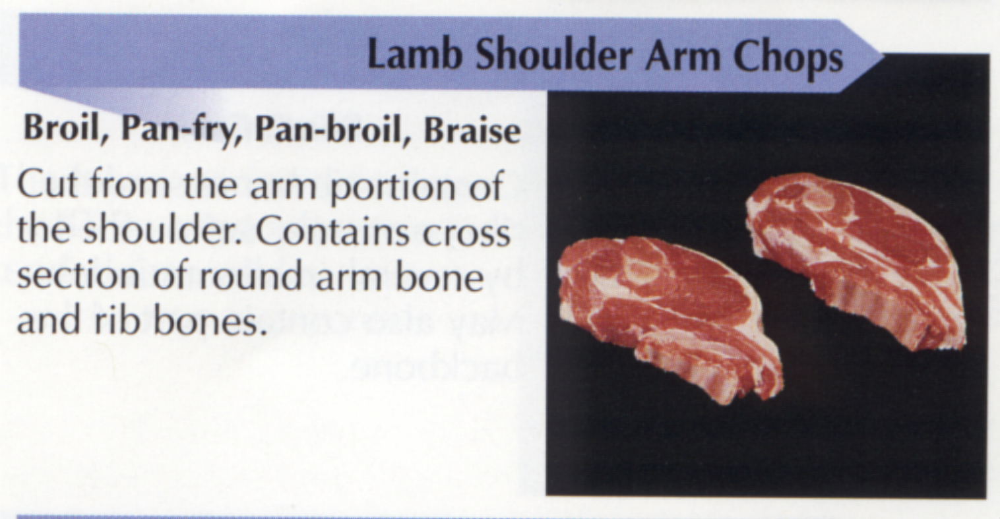 Lamb Shoulder Arm Chops
Broil, Pan-fry, Pan-broil, Braise
Cut from the arm portion of
the shoulder. Contains cross
section of round arm bone
and rib bones.